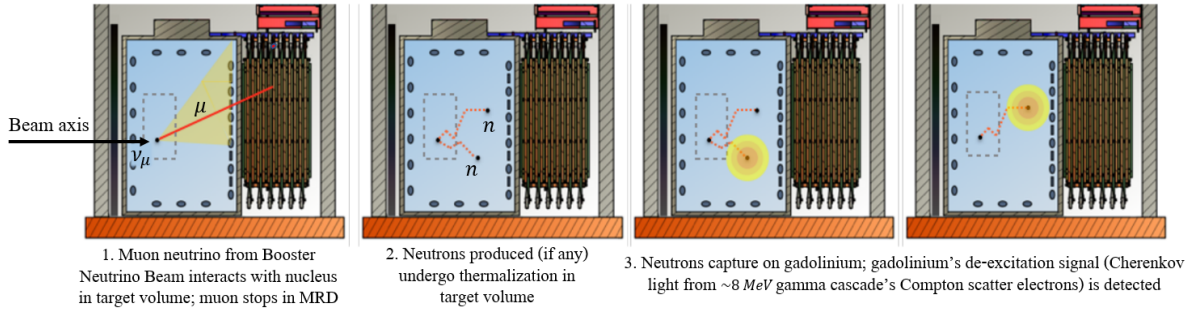 Beam axis
μ
ν_μ
n
n
1. Muon neutrino from Booster
Neutrino Beam interacts with nucleus
in target volume; muon stops in MRD
2. Neutrons produced (if any)
undergo thermalization in
target volume
3. Neutrons capture on gadolinium; gadolinium's de-excitation signal (Cherenkov
light from ~8 MeV gamma cascade's Compton scatter electrons) is detected